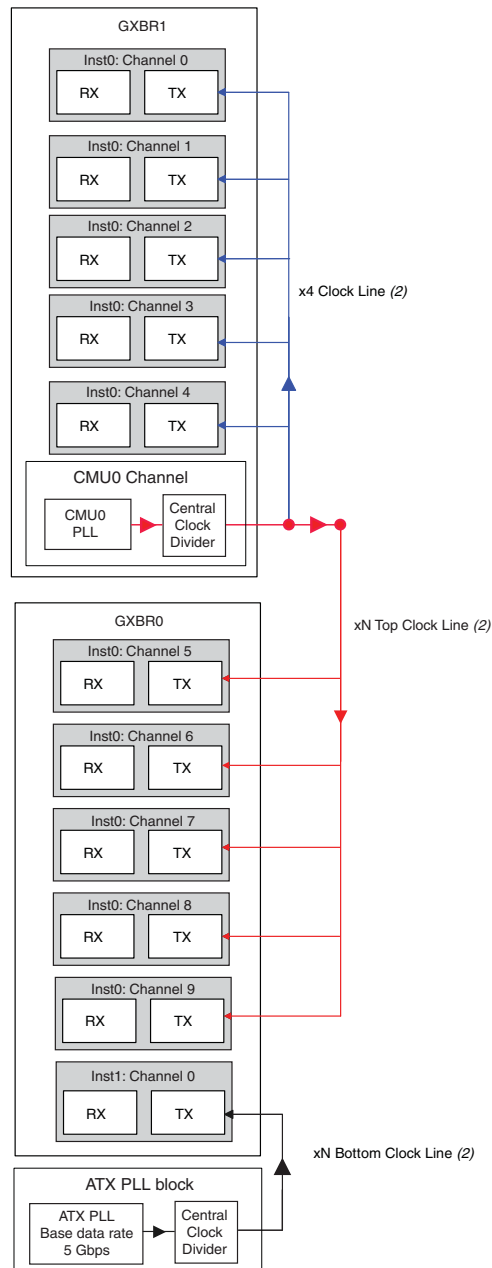 GXBR1
Inst0: Channel 0
RX TX
Inst0: Channel 1
RX TX
Inst0: Channel 2
RX TX
x4 Clock Line (2)
Inst0: Channel 3
RX TX
Inst0: Channel 4
RX TX
CMU0 Channel
CMU0
PLL
Central
Clock
Divider
GXBR0
xN Top Clock Line (2)
Inst0: Channel 5
RX TX
Inst0: Channel 6
RX TX
Inst0: Channel 7
RX TX
Inst0: Channel 8
RX TX
Inst0: Channel 9
RX TX
Inst1: Channel 0
RX TX
xN Bottom Clock Line (2)
ATX PLL block
ATX PLL
Base data rate
5 Gbps
Central
Clock
Divider